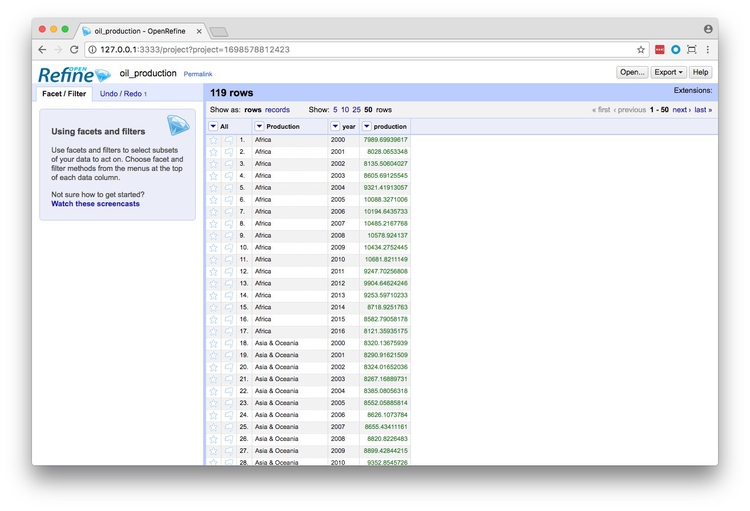 oil_production - OpenRefine
127.0.0.1:3333/project?project=1698578812423
OPEN
Refine oil_production Permalink Open... Export Help
Facet / Filter Undo / Redo 1 119 rows Extensions:
Show as: rows records Show: 5 10 25 50 rows « first ‹ previous 1 - 50 next › last »
Using facets and filters
Use facets and filters to select subsets
of your data to act on. Choose facet and
filter methods from the menus at the top
of each data column.
Not sure how to get started?
Watch these screencasts
All Production year production
1. Africa 2000 7989.69939617
2. Africa 2001 8028.0653348
3. Africa 2002 8135.50604027
4. Africa 2003 8605.69125545
5. Africa 2004 9321.41913057
6. Africa 2005 10088.3271006
7. Africa 2006 10194.6435733
8. Africa 2007 10485.2167768
9. Africa 2008 10578.924137
10. Africa 2009 10434.2752445
11. Africa 2010 10681.8211149
12. Africa 2011 9247.70256808
13. Africa 2012 9904.64624246
14. Africa 2013 9253.59710233
15. Africa 2014 8718.9251763
16. Africa 2015 8582.79058178
17. Africa 2016 8121.35935175
18. Asia & Oceania 2000 8320.13675939
19. Asia & Oceania 2001 8290.91621509
20. Asia & Oceania 2002 8324.01652036
21. Asia & Oceania 2003 8267.16889731
22. Asia & Oceania 2004 8385.08056318
23. Asia & Oceania 2005 8552.05885814
24. Asia & Oceania 2006 8626.1073784
25. Asia & Oceania 2007 8655.43411161
26. Asia & Oceania 2008 8820.8226483
27. Asia & Oceania 2009 8899.42844215
28. Asia & Oceania 2010 9352.8545726